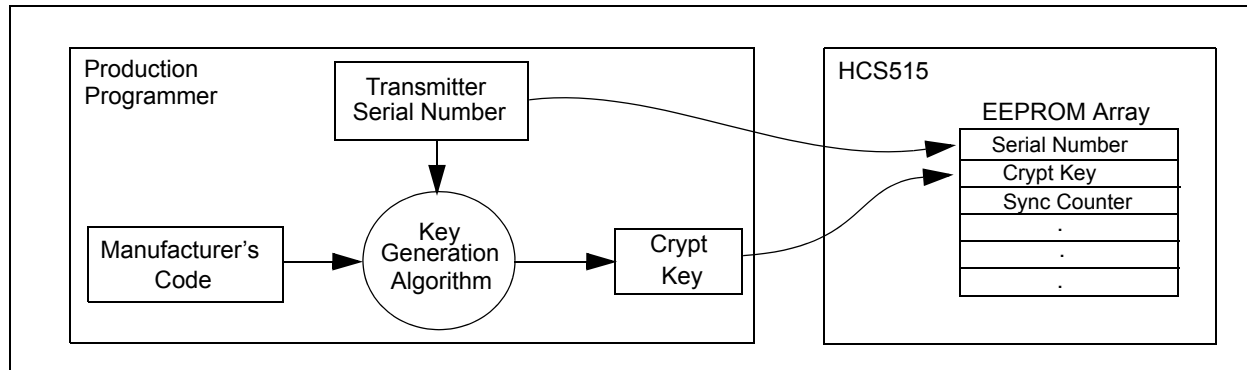 Production
Programmer
Transmitter
Serial Number
Manufacturer's
Code
Key
Generation
Algorithm
Crypt
Key
HCS515
EEPROM Array
Serial Number
Crypt Key
Sync Counter
.
.
.